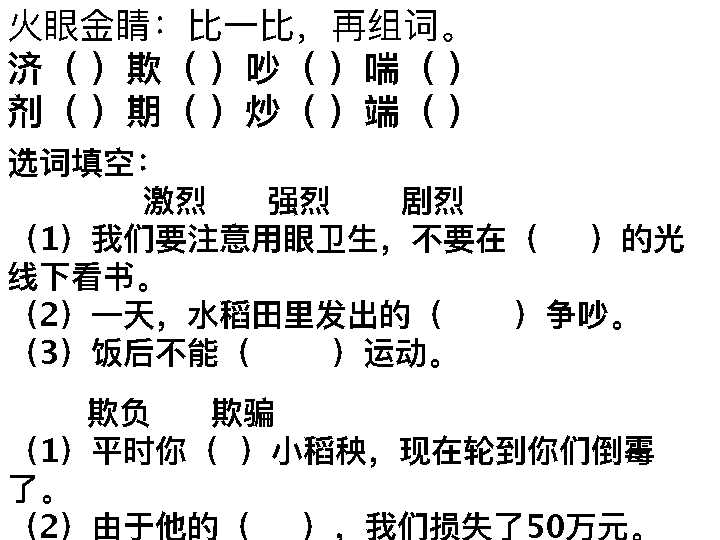 火眼金睛：比一比，再组词。
济（ ）欺（ ）吵（ ）喘（ ）
剂（ ）期（ ）炒（ ）端（ ）
选词填空：
激烈 强烈 剧烈
（1）我们要注意用眼卫生，不要在（ ）的光
线下看书。
（2）一天，水稻田里发出的（ ）争吵。
（3）饭后不能（ ）运动。
欺负 欺骗
（1）平时你（ ）小稻秧，现在轮到你们倒霉
了。
（2）由于他的（ ），我们损失了50万元。